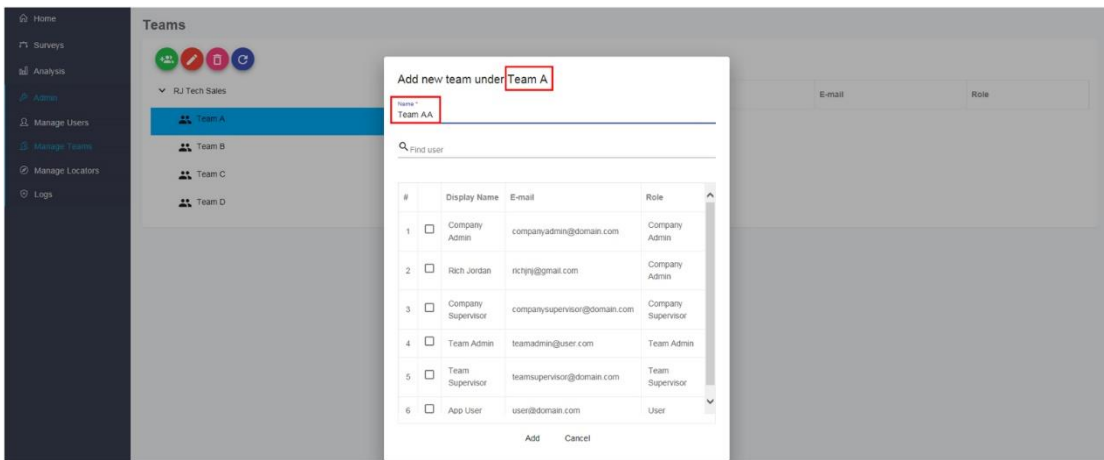 Home
Surveys
Analysis
Admin
Manage Users
Manage Teams
Manage Locators
Logs
Teams
RJ Tech Sales
Team A
Team B
Team C
Team D
E-mail Role
Add new team under Team A
Name *
Team AA
Find user
# Display Name E-mail Role
1 Company Admin companyadmin@domain.com Company Admin
2 Rich Jordan richjnj@gmail.com Company Admin
3 Company Supervisor companysupervisor@domain.com Company Supervisor
4 Team Admin teamadmin@user.com Team Admin
5 Team Supervisor teamsupervisor@domain.com Team Supervisor
6 App User user@domain.com User
Add Cancel